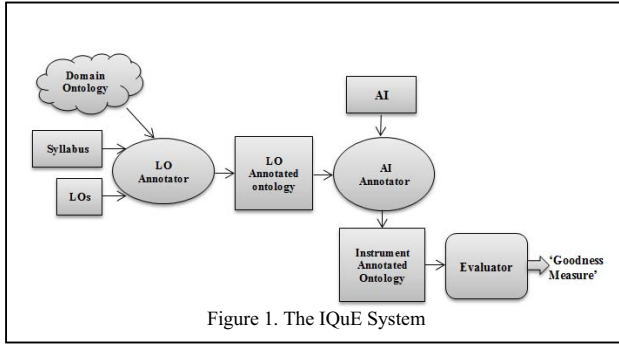 Domain
Ontology
Syllabus
LOs
LO
Annotator
LO
Annotated
ontology
AI
AI
Annotator
Instrument
Annotated
Ontology
Evaluator
‘Goodness
Measure’
Figure 1. The IQuE System